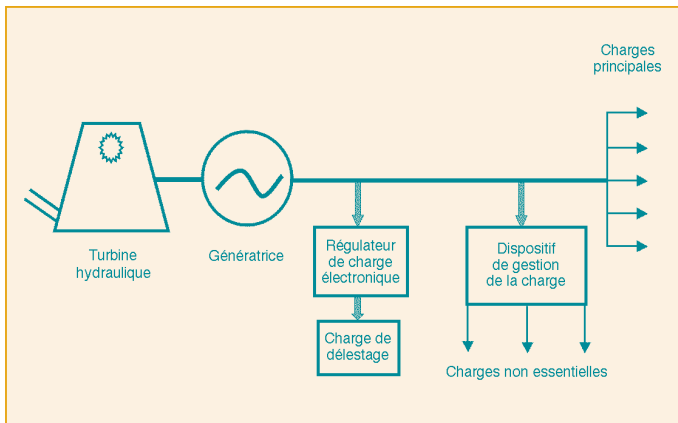 Charges
principales
Turbine
hydraulique
Génératrice
Régulateur
de charge
électronique
Dispositif
de gestion
de la charge
Charge de
délestage
Charges non essentielles